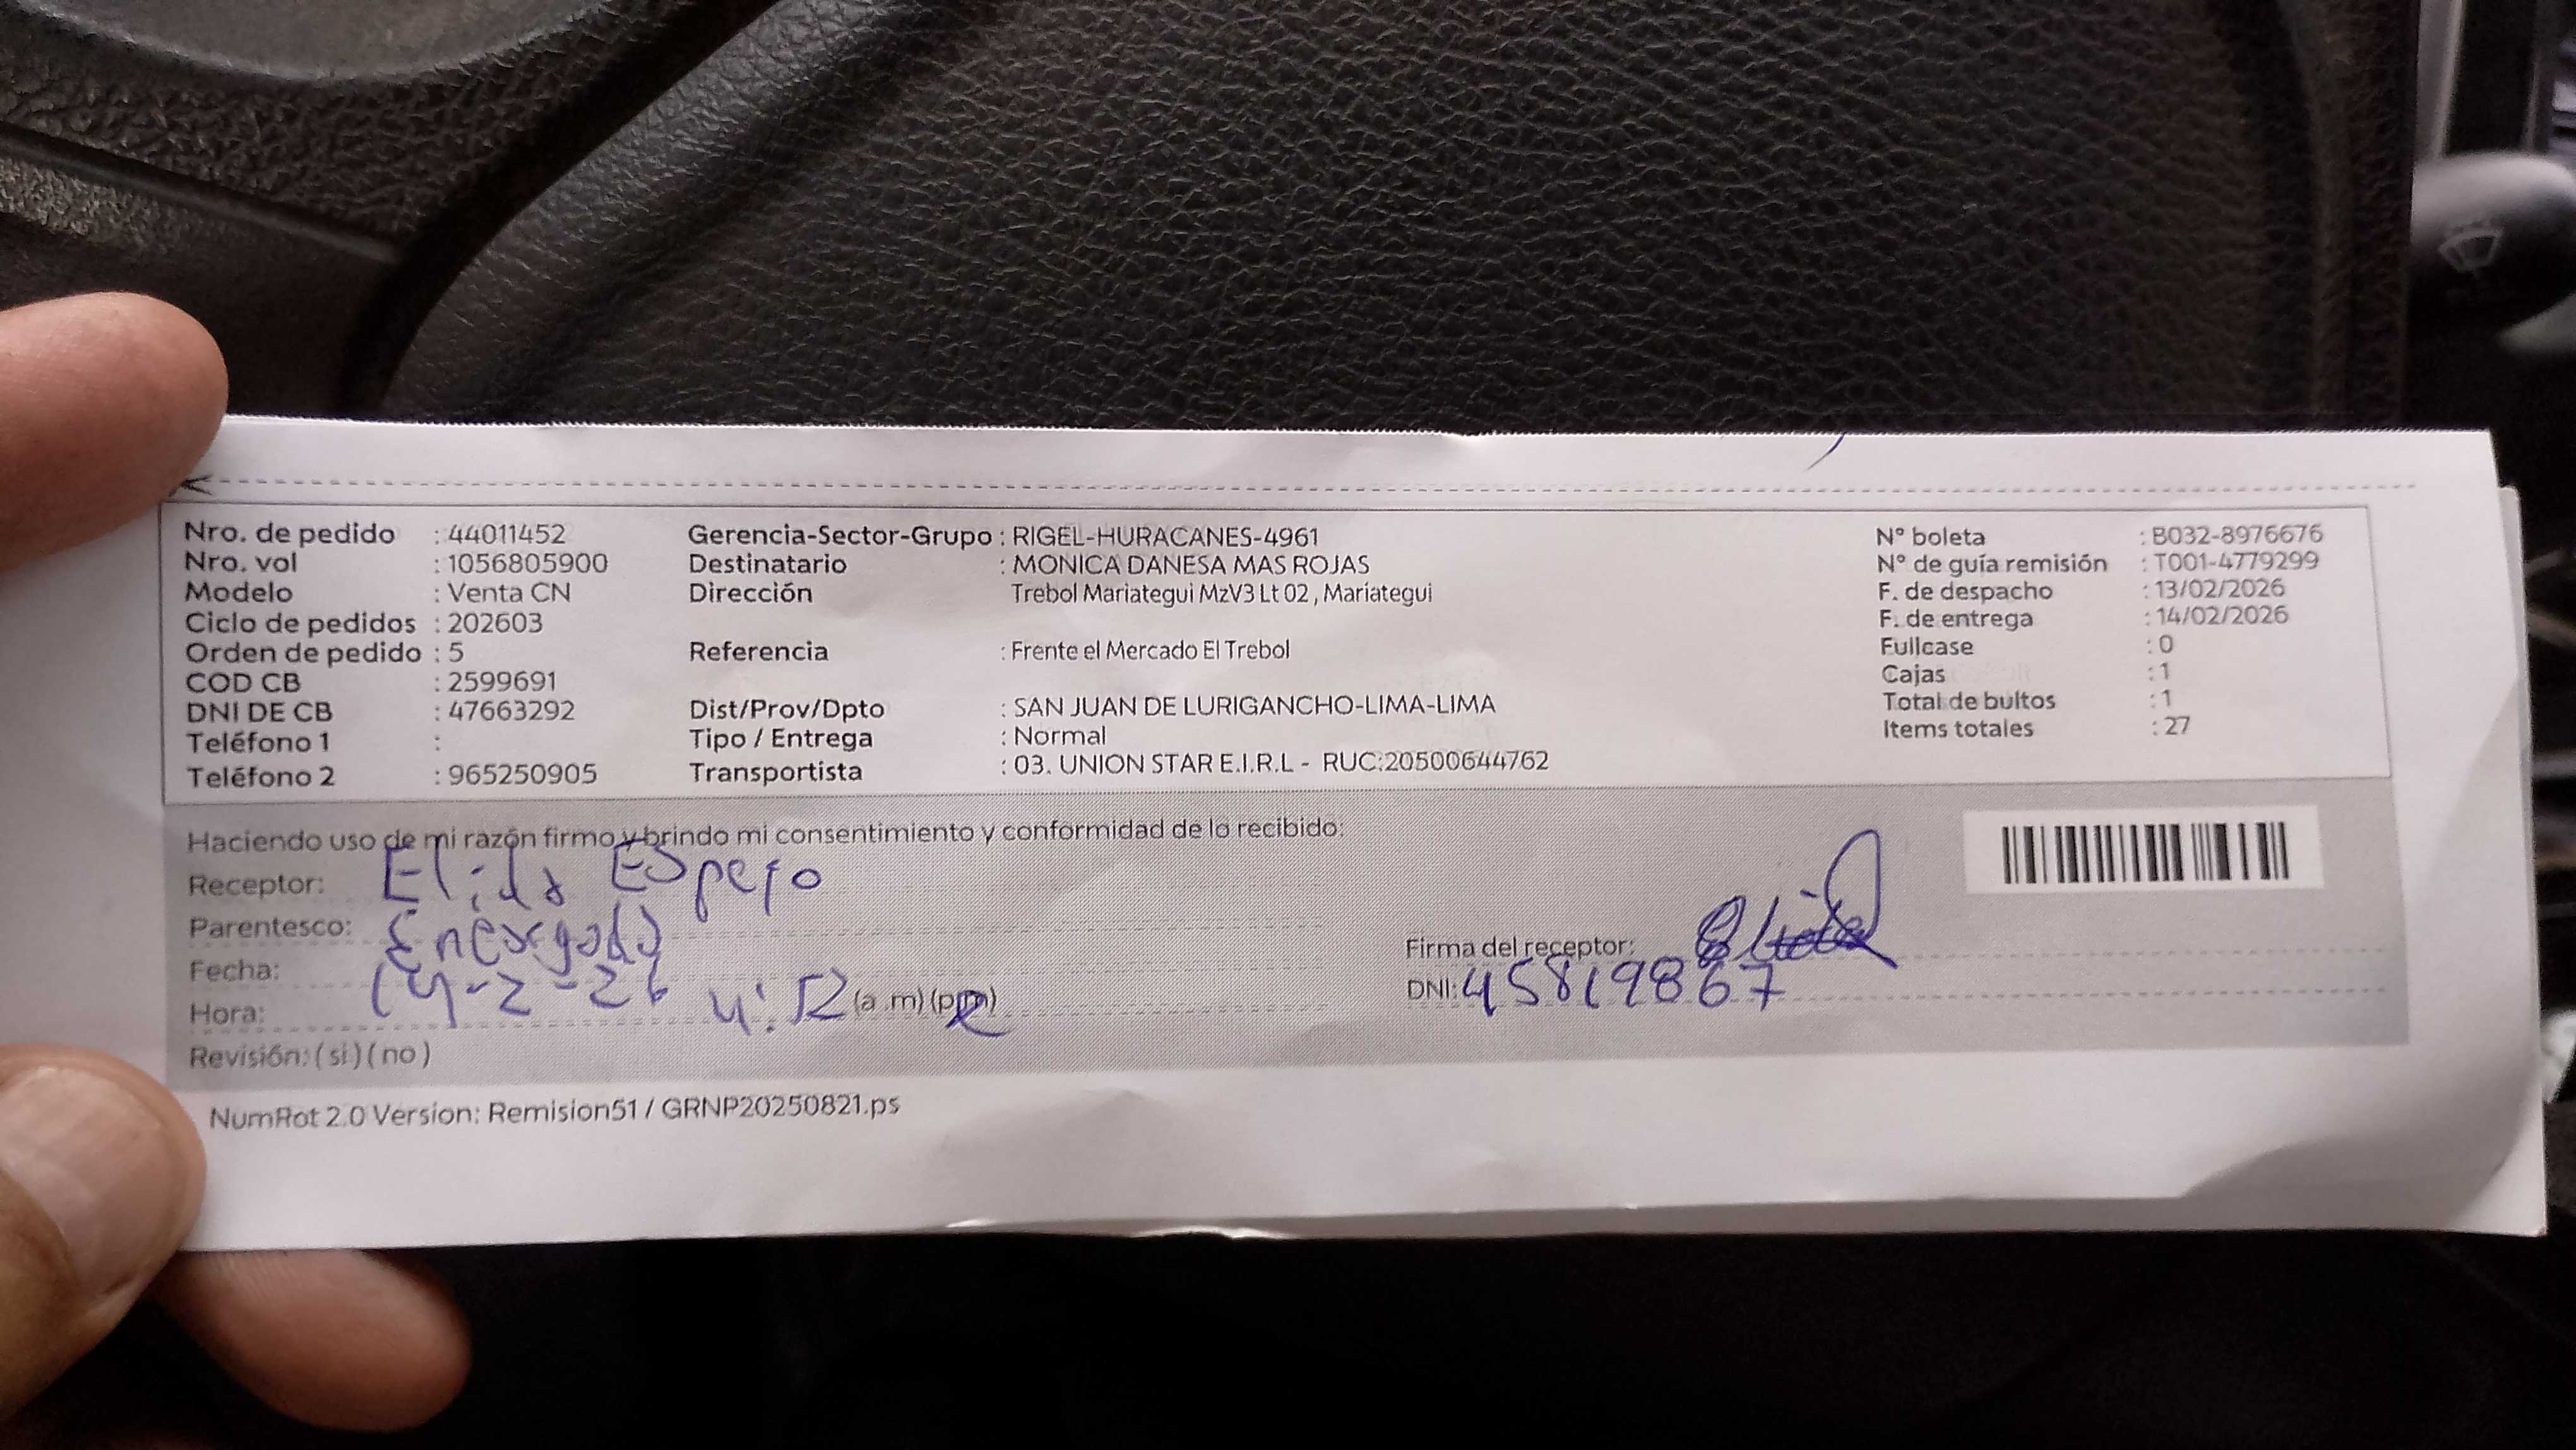 Nro. de pedido : 44011452 Gerencia-Sector-Grupo : RIGEL-HURACANES-4961 N° boleta : B032-8976676
Nro. vol : 1056805900 Destinatario : MONICA DANESA MAS ROJAS N° de guía remisión : T001-4779299
Modelo : Venta CN Dirección Trebol Mariategui MzV3 Lt 02 , Mariategui F. de despacho : 13/02/2026
Ciclo de pedidos : 202603 F. de entrega : 14/02/2026
Orden de pedido : 5 Referencia : Frente el Mercado El Trebol Fullcase : 0
COD CB : 2599691 Cajas : 1
DNI DE CB : 47663292 Dist/Prov/Dpto : SAN JUAN DE LURIGANCHO-LIMA-LIMA Total de bultos : 1
Teléfono 1 : Tipo / Entrega : Normal Items totales : 27
Teléfono 2 : 965250905 Transportista : 03. UNION STAR E.I.R.L - RUC:20500644762
Haciendo uso de mi razón firmo y brindo mi consentimiento y conformidad de lo recibido:
Receptor: Elida Espejo
Parentesco: Encargada
Firma del receptor:
Fecha: 14-2-26
DNI: 45819867
Hora: 4:52 (a .m) (p.m)
Revisión: ( si ) ( no )
NumRot 2.0 Version: Remision51 / GRNP20250821.ps